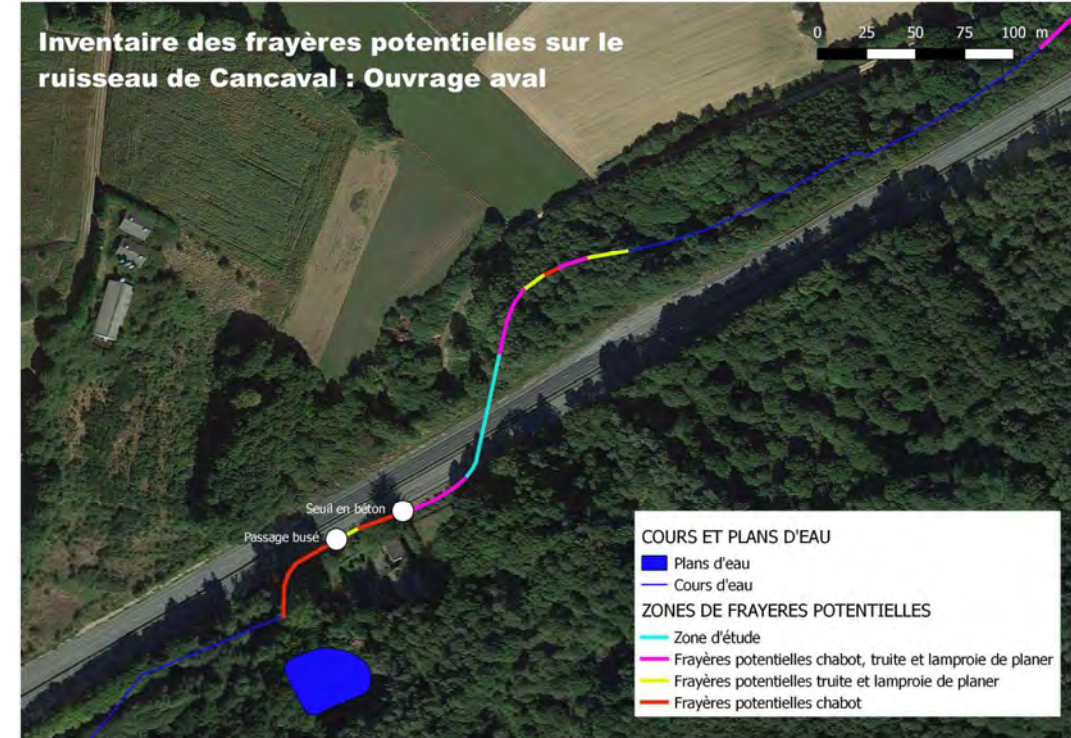 Inventaire des frayères potentielles sur le
ruisseau de Cancaval : Ouvrage aval
0 25 50 75 100 m
Seuil en béton
Passage busé
COURS ET PLANS D'EAU
Plans d'eau
Cours d'eau
ZONES DE FRAYERES POTENTIELLES
Zone d'étude
Frayères potentielles chabot, truite et lamproie de planer
Frayères potentielles truite et lamproie de planer
Frayères potentielles chabot